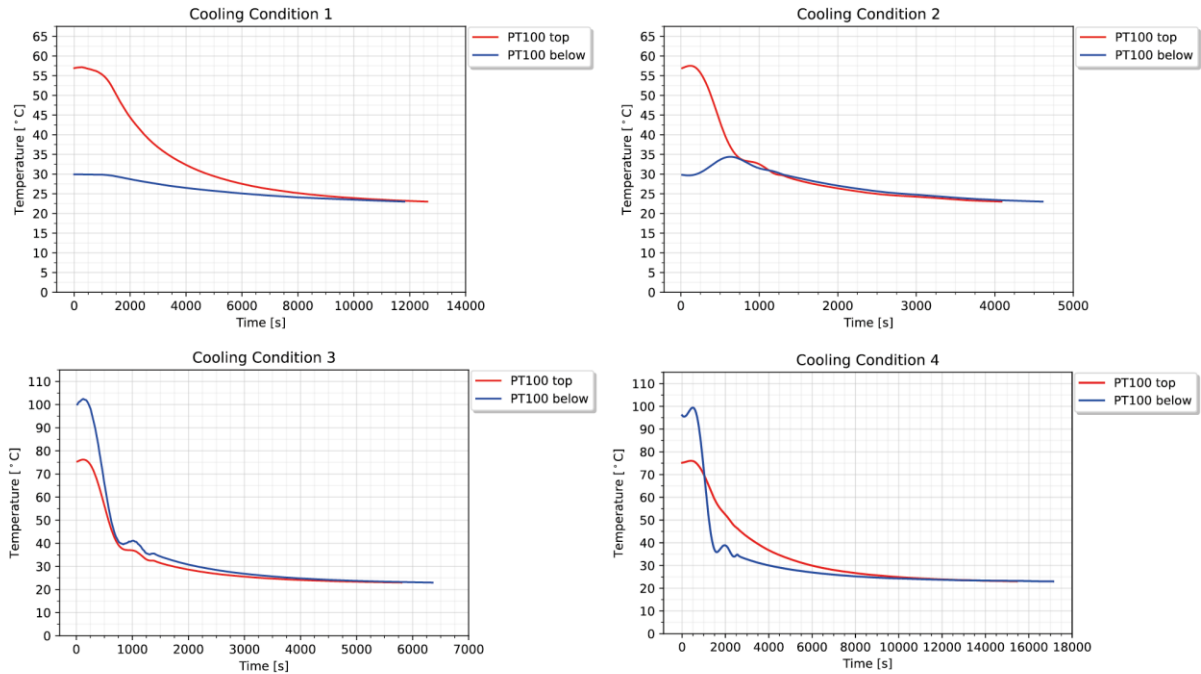 Cooling Condition 1
65
60
55
50
45
40
35
30
25
20
15
10
5
0
Temperature [°C]
0 2000 4000 6000 8000 10000 12000 14000
Time [s]
PT100 top
PT100 below
Cooling Condition 2
65
60
55
50
45
40
35
30
25
20
15
10
5
0
Temperature [°C]
0 1000 2000 3000 4000 5000
Time [s]
PT100 top
PT100 below
Cooling Condition 3
110
100
90
80
70
60
50
40
30
20
10
0
Temperature [°C]
0 1000 2000 3000 4000 5000 6000 7000
Time [s]
PT100 top
PT100 below
Cooling Condition 4
110
100
90
80
70
60
50
40
30
20
10
0
Temperature [°C]
0 2000 4000 6000 8000 10000 12000 14000 16000 18000
Time [s]
PT100 top
PT100 below